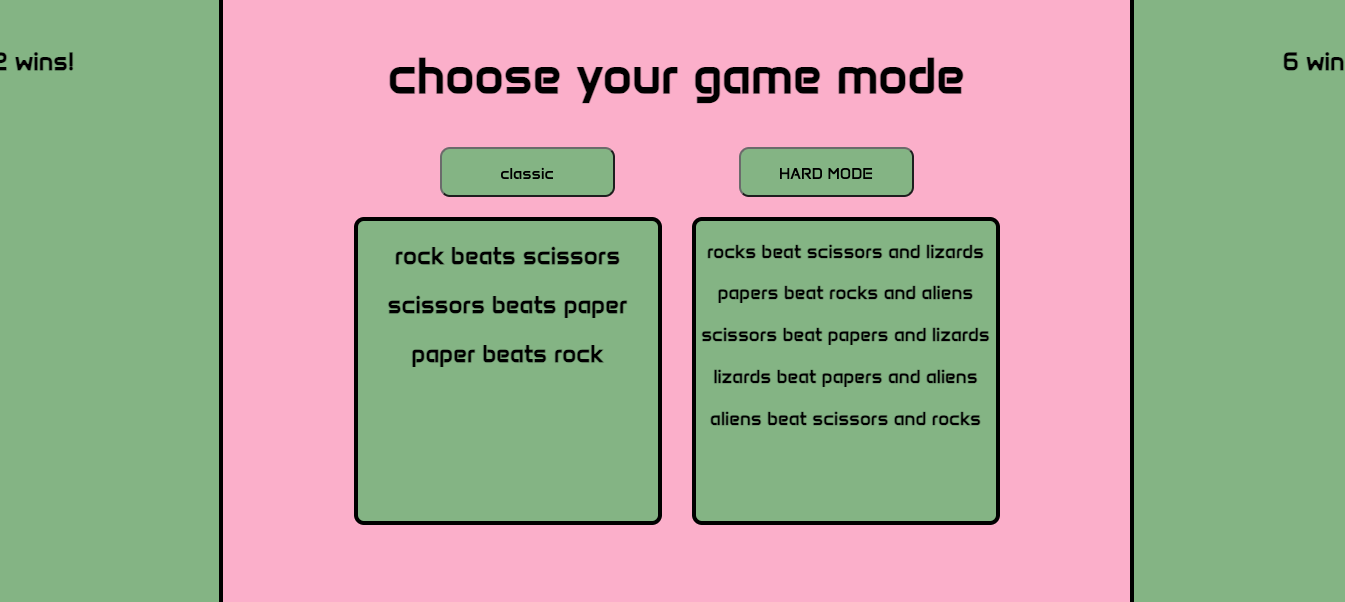 2 wins!
6 win
choose your game mode
classic
HARD MODE
rock beats scissors
scissors beats paper
paper beats rock
rocks beat scissors and lizards
papers beat rocks and aliens
scissors beat papers and lizards
lizards beat papers and aliens
aliens beat scissors and rocks